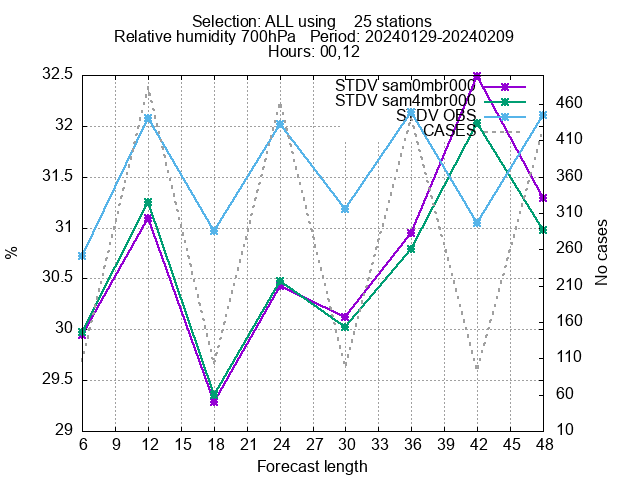 Selection: ALL using 25 stations
Relative humidity 700hPa Period: 20240129-20240209
Hours: 00,12
STDV sam0mbr000
STDV sam4mbr000
STDV OBS
CASES
32.5
32
31.5
31
30.5
30
29.5
29
%
460
410
360
310
260
210
160
110
60
10
No cases
6 9 12 15 18 21 24 27 30 33 36 39 42 45 48
Forecast length